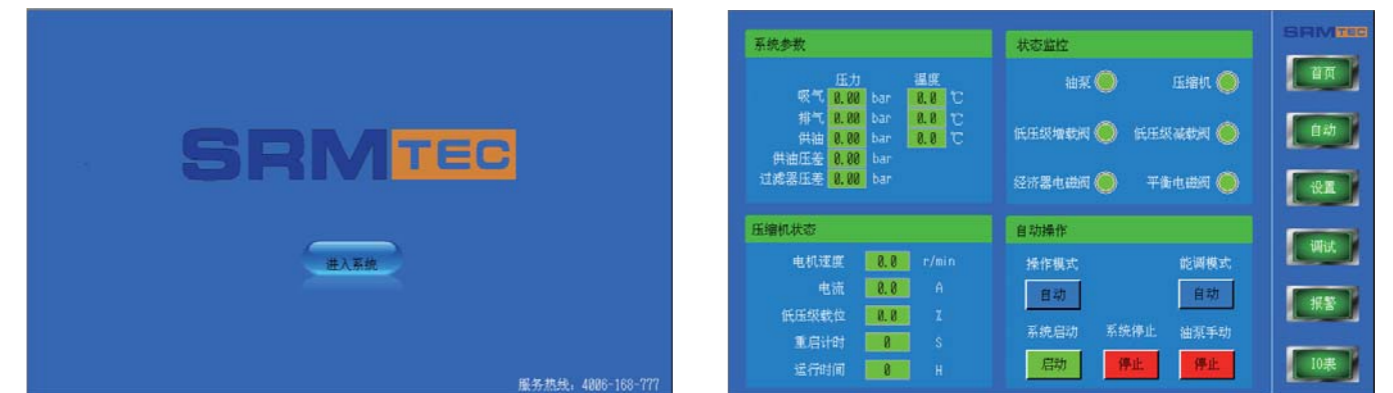 SRMTEC
进入系统
服务热线: 4006-168-777
SRMTEC
系统参数
压力 温度
吸气 0.00 bar 0.0 ℃
排气 0.00 bar 0.0 ℃
供油 0.00 bar 0.0 ℃
供油压差 0.00 bar
过滤器压差 0.00 bar
状态监控
油泵 压缩机
低压级增载阀 低压级减载阀
经济器电磁阀 平衡电磁阀
压缩机状态
电机速度 0.0 r/min
电流 0.0 A
低压级载位 0.0 %
重启计时 0 S
运行时间 0 H
自动操作
操作模式 能调模式
自动 自动
系统启动 系统停止 油泵手动
启动 停止 停止
首页
自动
设置
调试
报警
IO表